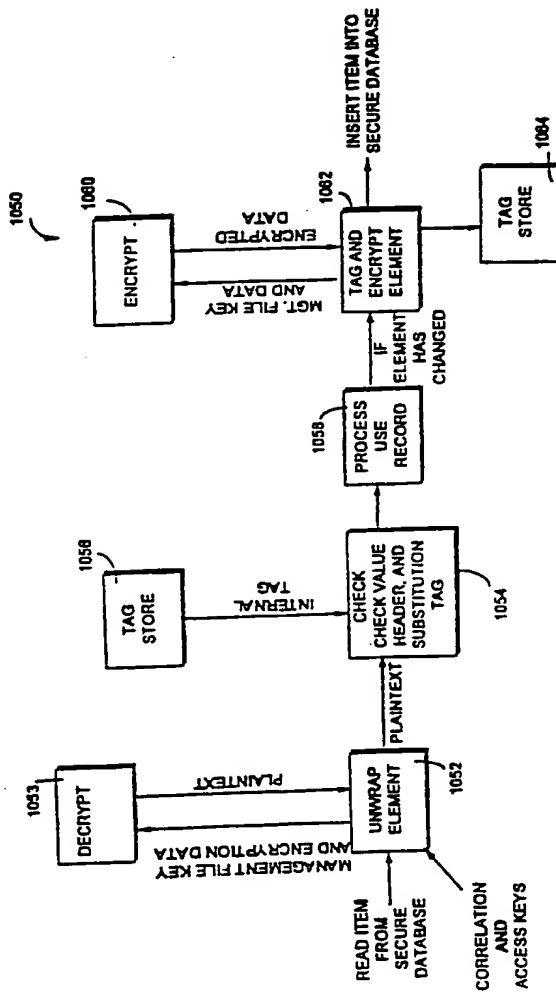 1050
1053
DECRYPT
MANAGEMENT FILE KEY
AND ENCRYPTION DATA
PLAINTEXT
READ ITEM
FROM
SECURE
DATABASE
CORRELATION
AND
ACCESS KEYS
UNWRAP
ELEMENT
1052
PLAINTEXT
1056
TAG
STORE
INTERNAL
TAG
CHECK
CHECK VALUE
HEADER, AND
SUBSTITUTION
TAG
1054
1058
PROCESS
USE
RECORD
IF
ELEMENT
HAS
CHANGED
1060
ENCRYPT
MGT. FILE KEY
AND DATA
ENCRYPTED
DATA
1062
TAG AND
ENCRYPT
ELEMENT
INSERT ITEM INTO
SECURE DATABASE
TAG
STORE
1064